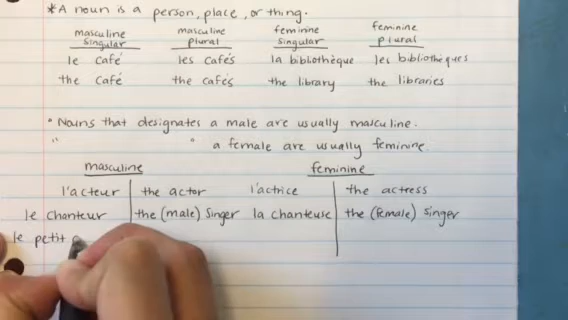 *A noun is a person, place, or thing.
masculine singular masculine plural feminine singular feminine plural
le café les cafés la bibliothèque les bibliothèques
the café the cafés the library the libraries
• Nouns that designates a male are usually masculine.
" " a female are usually feminine.
masculine feminine
l'acteur the actor l'actrice the actress
le chanteur the (male) singer la chanteuse the (female) singer
le petit